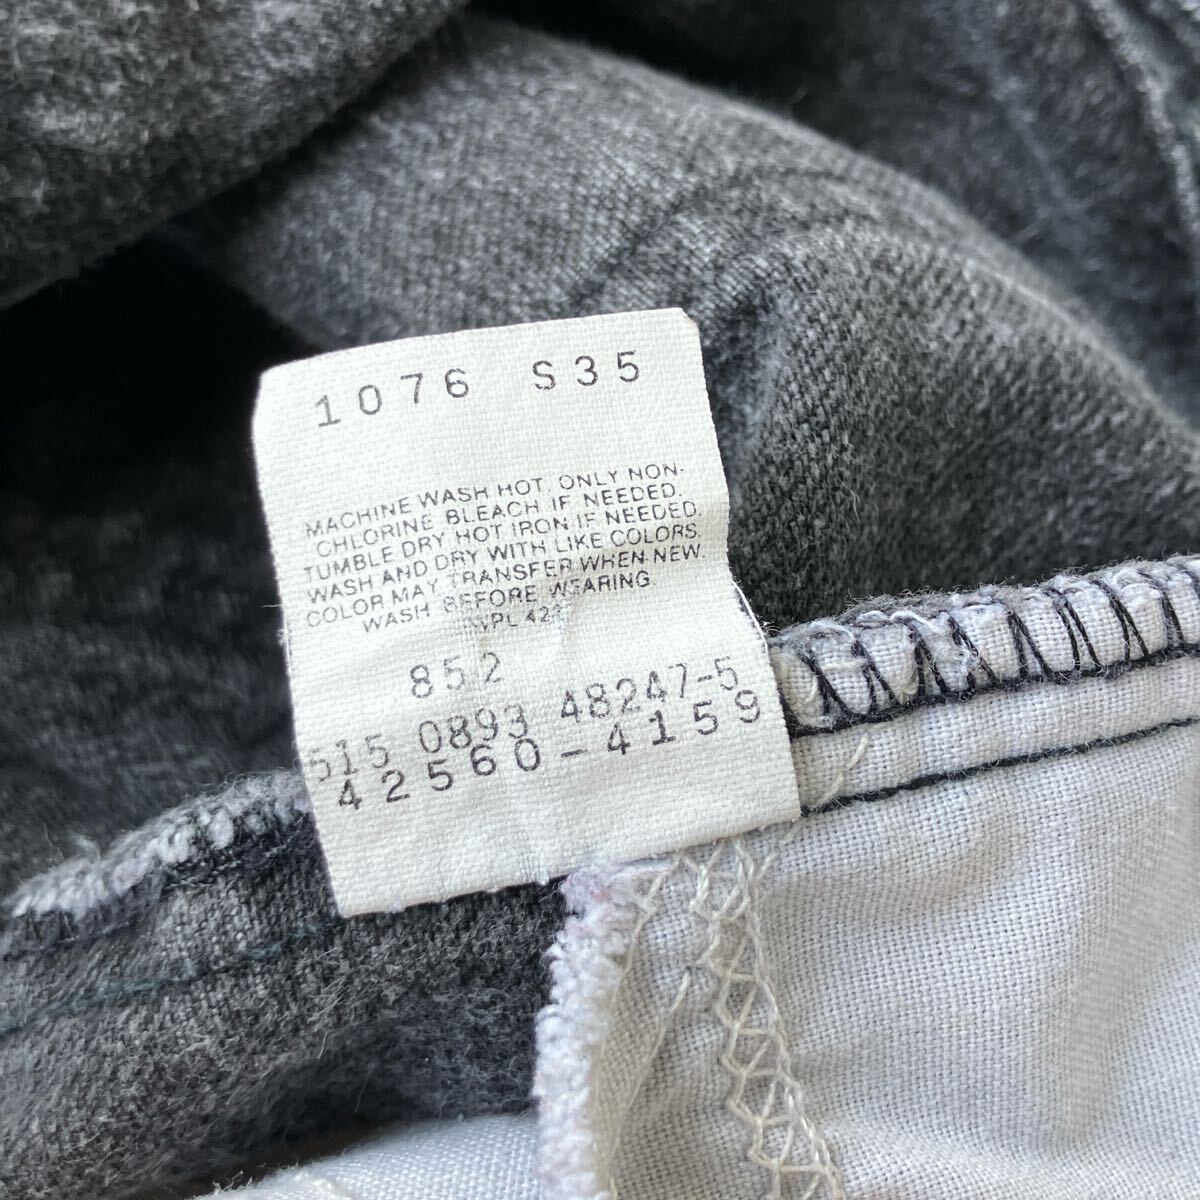 1076 S35
MACHINE WASH HOT, ONLY NON-
CHLORINE BLEACH IF NEEDED.
TUMBLE DRY HOT IRON IF NEEDED.
WASH AND DRY WITH LIKE COLORS.
COLOR MAY TRANSFER WHEN NEW.
WASH BEFORE WEARING
852
515 0893 48247-5
42560-4159